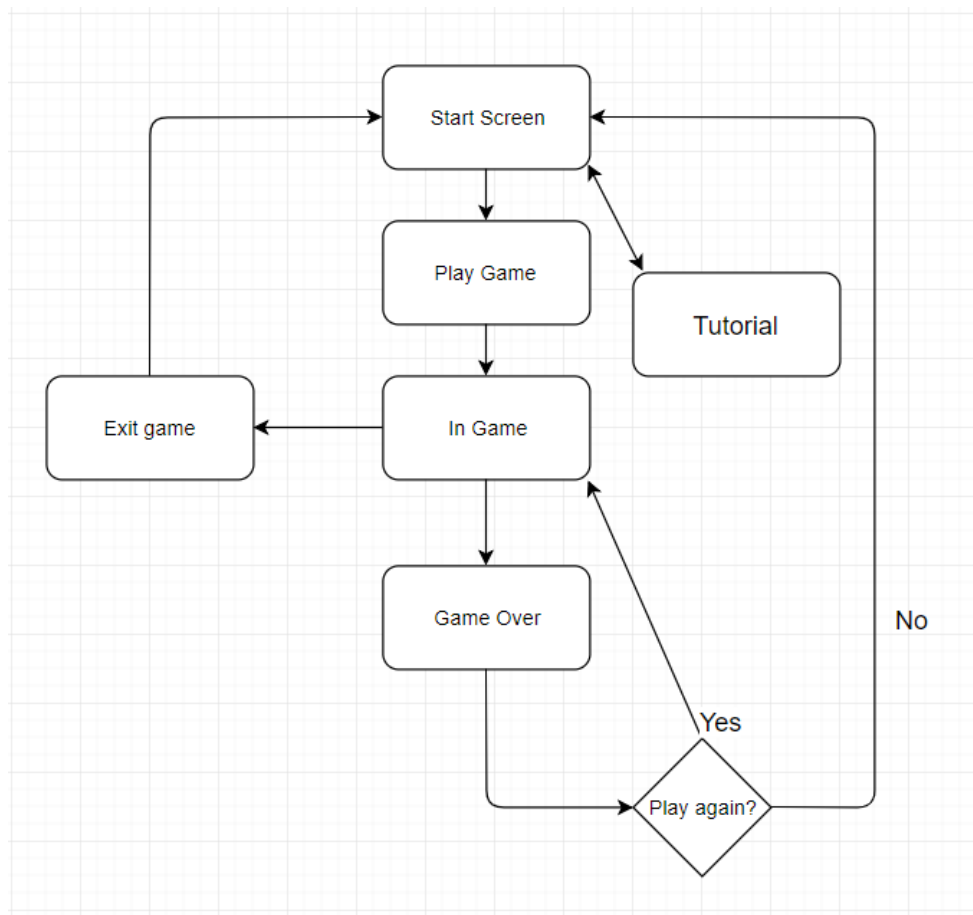 Start Screen
Play Game
Tutorial
Exit game
In Game
Game Over
No
Yes
Play again?